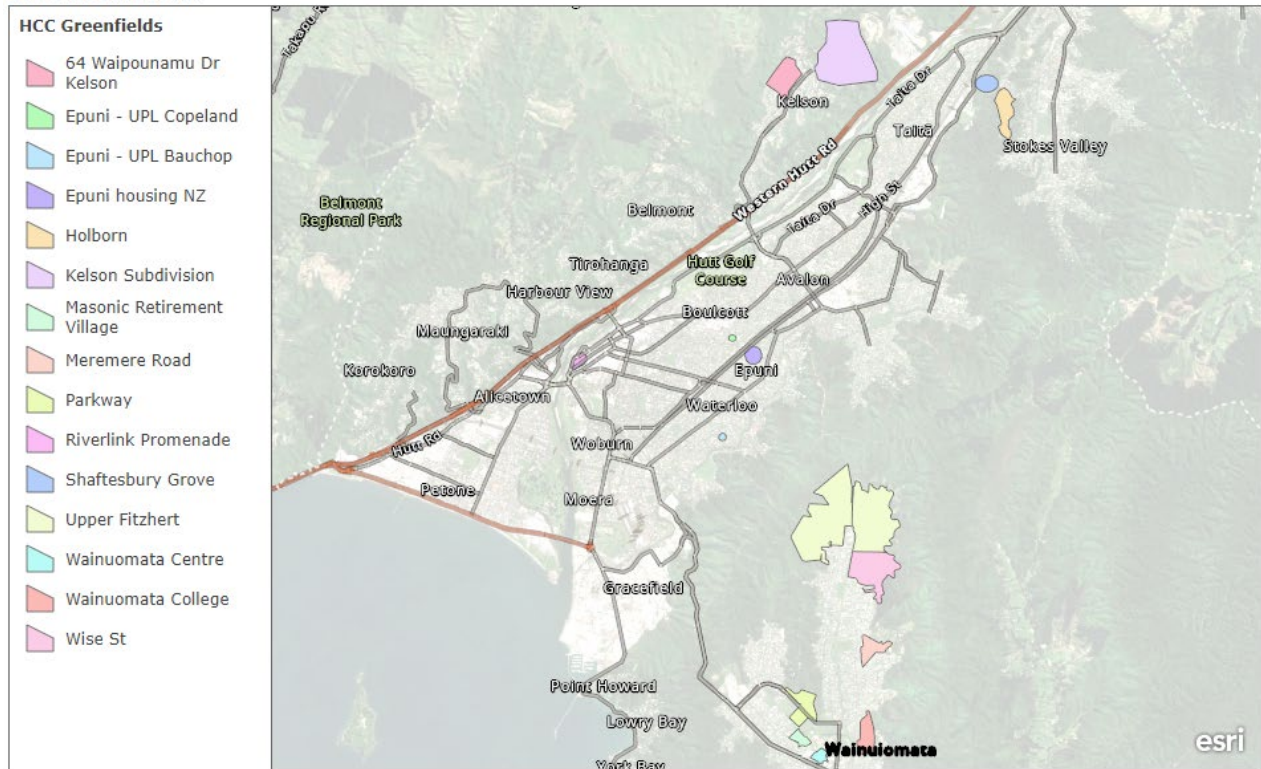 HCC Greenfields
64 Waipounamu Dr
Kelson
Epuni - UPL Copeland
Epuni - UPL Bauchop
Epuni housing NZ
Holborn
Kelson Subdivision
Masonic Retirement
Village
Meremere Road
Parkway
Riverlink Promenade
Shaftesbury Grove
Upper Fitzhert
Wainuomata Centre
Wainuomata College
Wise St
Kelson
Taita Dr
Taitā
Stokes Valley
Western Hutt Rd
Belmont
Regional Park
Belmont
Taita Dr
High St
Tirohanga
Hutt Golf
Course
Avalon
Harbour View
Boulcott
Maungaraki
Korokoro
Epuni
Alicetown
Waterloo
Hutt Rd
Woburn
Petone
Moera
Gracefield
Point Howard
Lowry Bay
Wainuiomata
York Bay
esri